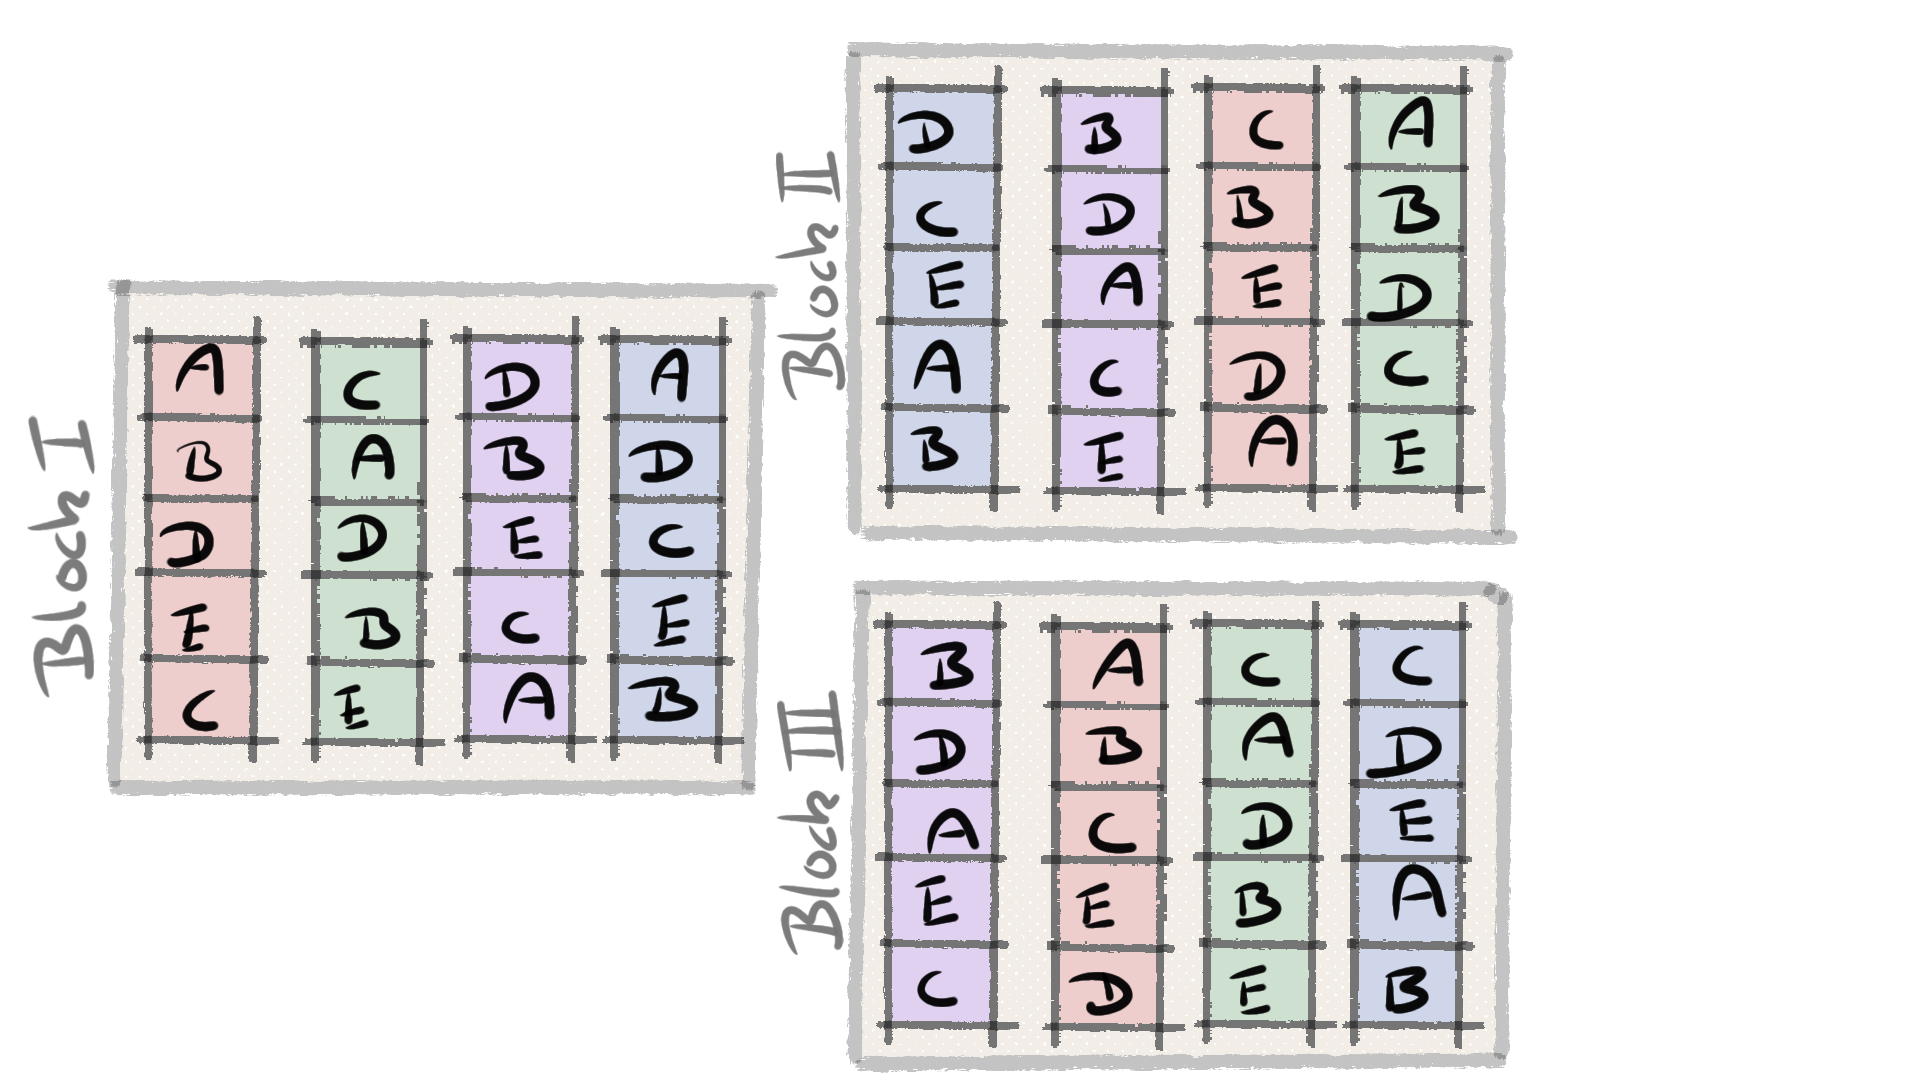 Block I
A C D A
B A B D
D D E C
E B C E
C E A B
Block II
D B C A
C D B B
E A E D
A C D C
B E A E
Block III
B A C C
D B A D
A C D E
E E B A
C D E B